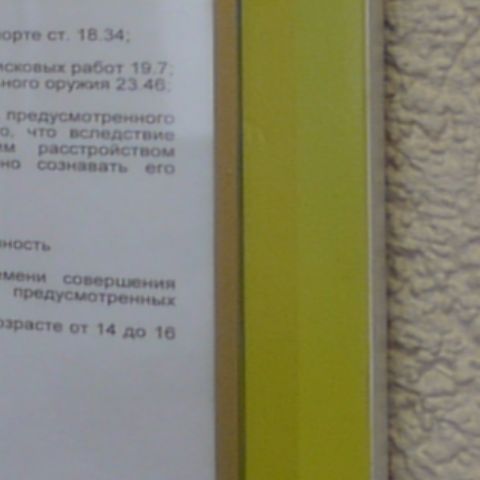 орте ст. 18.34;
исковых работ 19.7;
ного оружия 23.46;
предусмотренного
о, что вследствие
ем расстройством
но сознавать его
ность
емени совершения
предусмотренных
озрасте от 14 до 16